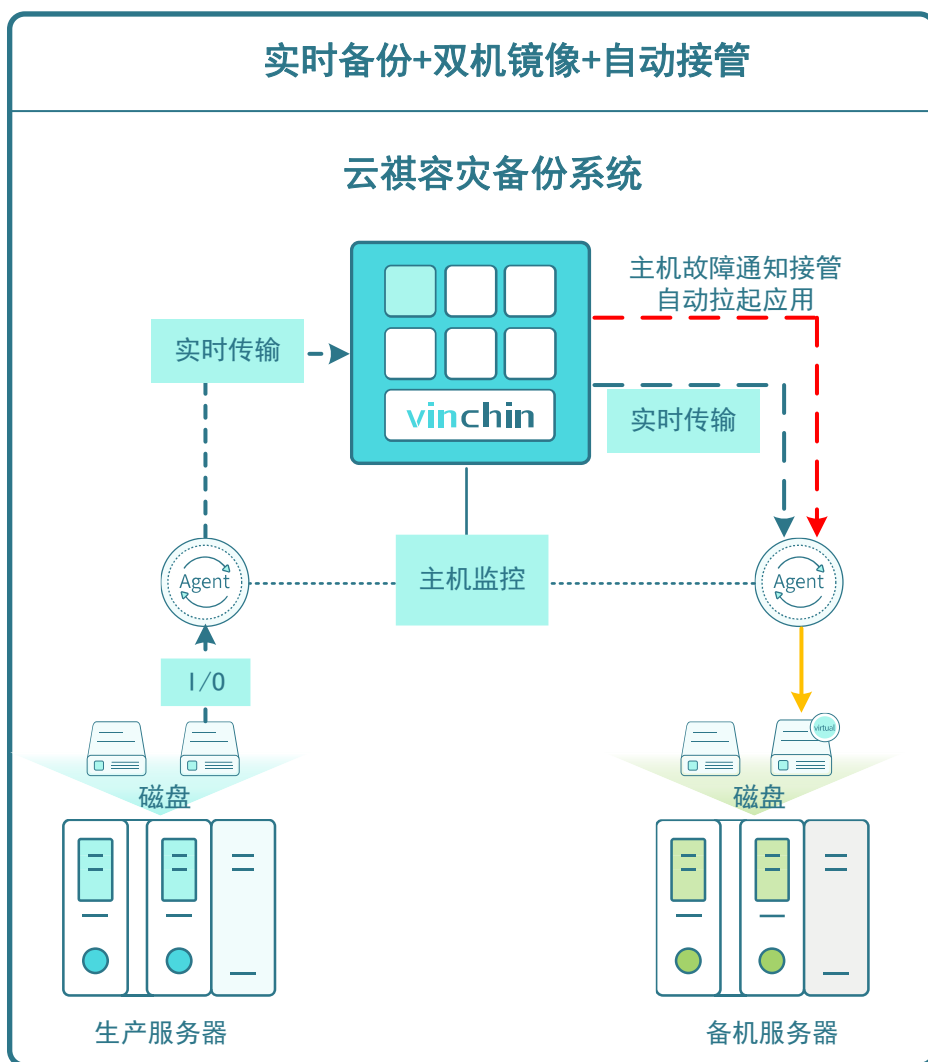 实时备份+双机镜像+自动接管
云祺容灾备份系统
主机故障通知接管
自动拉起应用
实时传输
vinchin
实时传输
Agent
主机监控
Agent
I/O
virtual
磁盘
磁盘
生产服务器
备机服务器